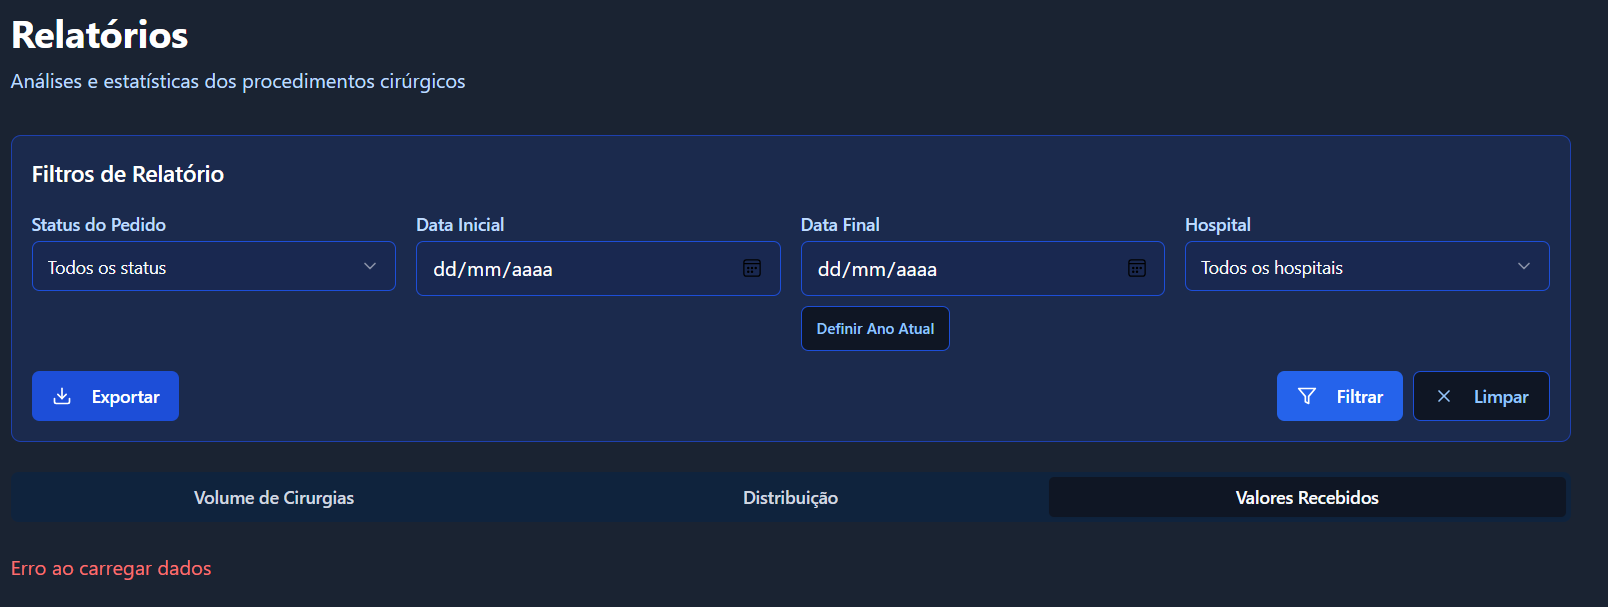 Relatórios
Análises e estatísticas dos procedimentos cirúrgicos
Filtros de Relatório
Status do Pedido
Todos os status
Data Inicial
dd/mm/aaaa
Data Final
dd/mm/aaaa
Definir Ano Atual
Hospital
Todos os hospitais
Exportar
Filtrar
Limpar
Volume de Cirurgias
Distribuição
Valores Recebidos
Erro ao carregar dados